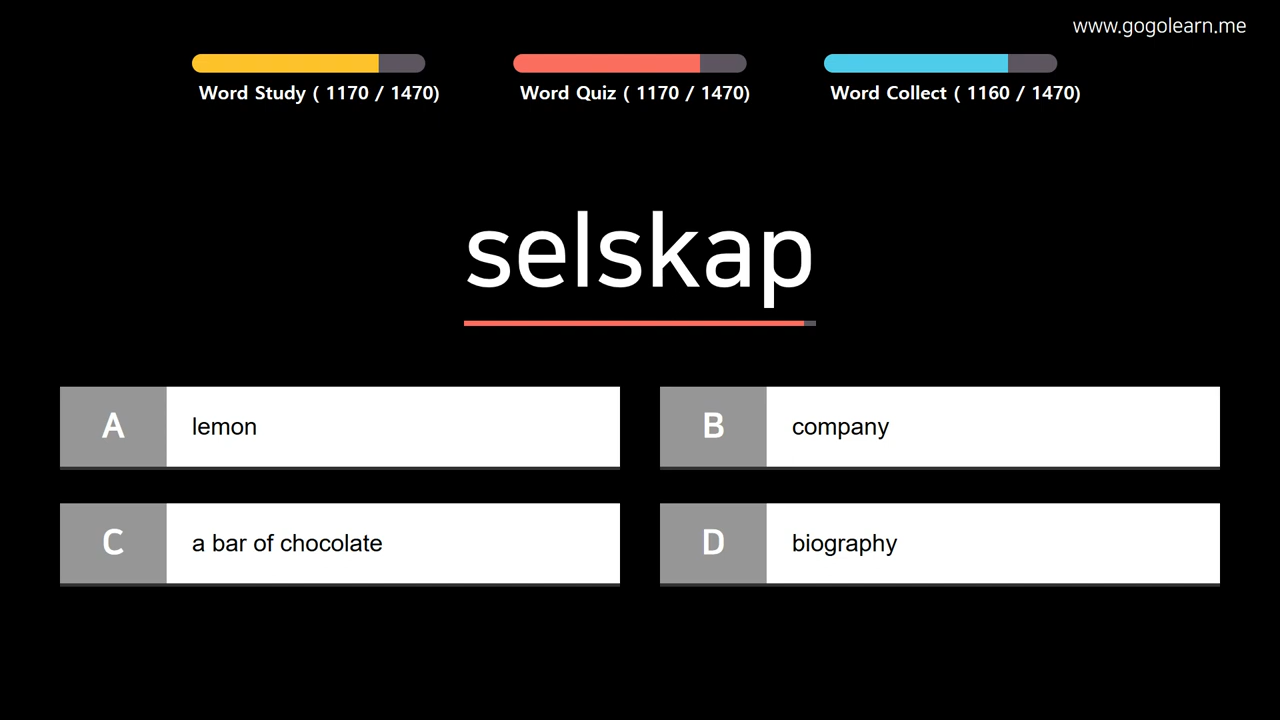 www.gogolearn.me
Word Study ( 1170 / 1470)
Word Quiz ( 1170 / 1470)
Word Collect ( 1160 / 1470)
selskap
A lemon
B company
C a bar of chocolate
D biography